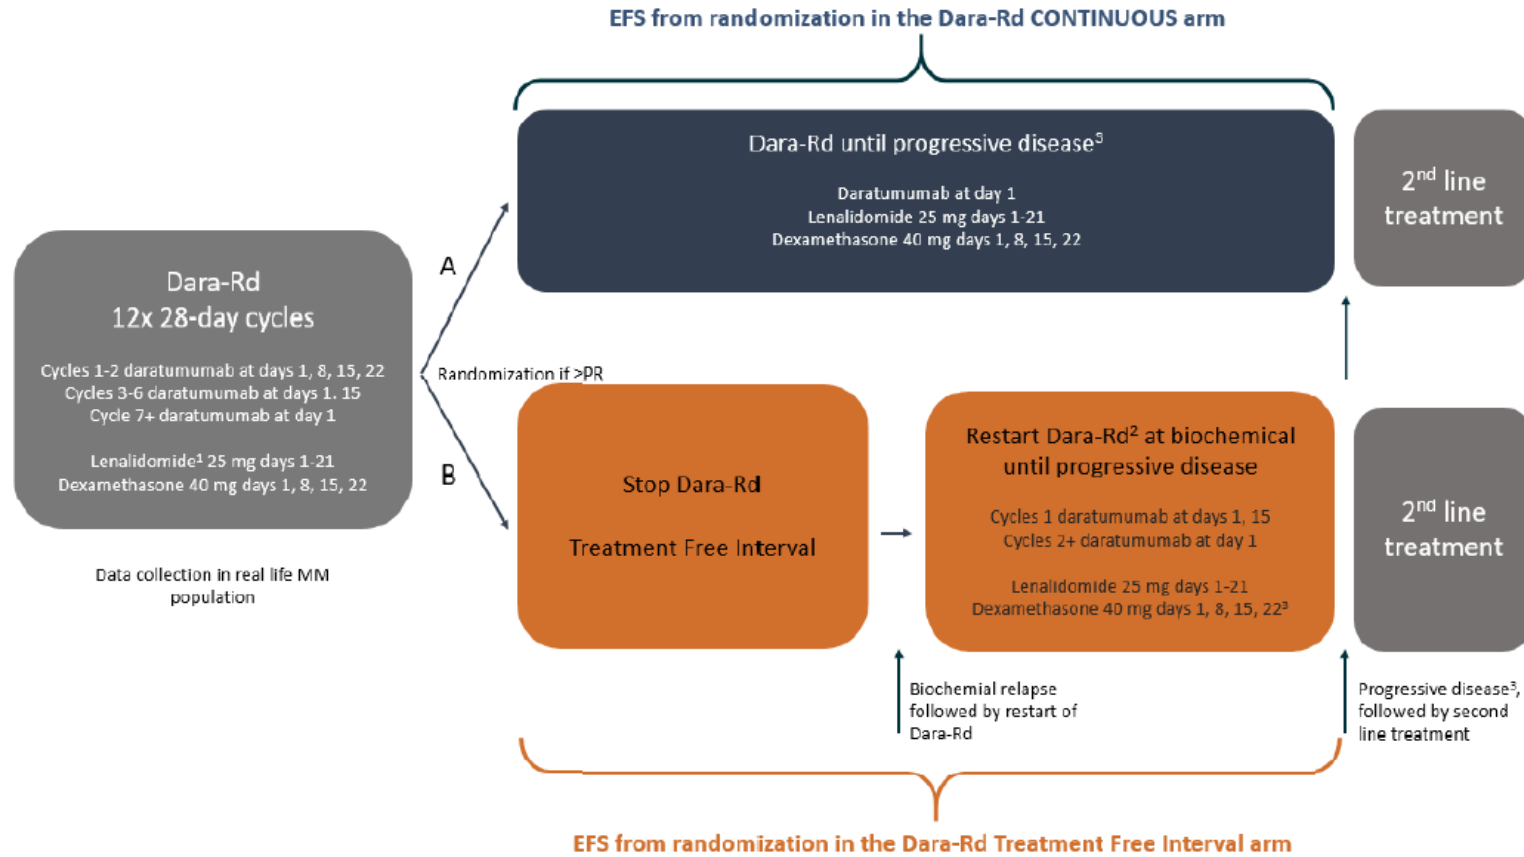 EFS from randomization in the Dara-Rd CONTINUOUS arm
Dara-Rd until progressive disease³
Daratumumab at day 1
Lenalidomide 25 mg days 1-21
Dexamethasone 40 mg days 1, 8, 15, 22
2nd line
treatment
Dara-Rd
12x 28-day cycles
Cycles 1-2 daratumumab at days 1, 8, 15, 22
Cycles 3-6 daratumumab at days 1. 15
Cycle 7+ daratumumab at day 1
Lenalidomide¹ 25 mg days 1-21
Dexamethasone 40 mg days 1, 8, 15, 22
Data collection in real life MM
population
A
Randomization if >PR
B
Stop Dara-Rd
Treatment Free Interval
Restart Dara-Rd² at biochemical
until progressive disease
Cycles 1 daratumumab at days 1, 15
Cycles 2+ daratumumab at day 1
Lenalidomide 25 mg days 1-21
Dexamethasone 40 mg days 1, 8, 15, 22³
2nd line
treatment
Biochemial relapse
followed by restart of
Dara-Rd
Progressive disease³,
followed by second
line treatment
EFS from randomization in the Dara-Rd Treatment Free Interval arm